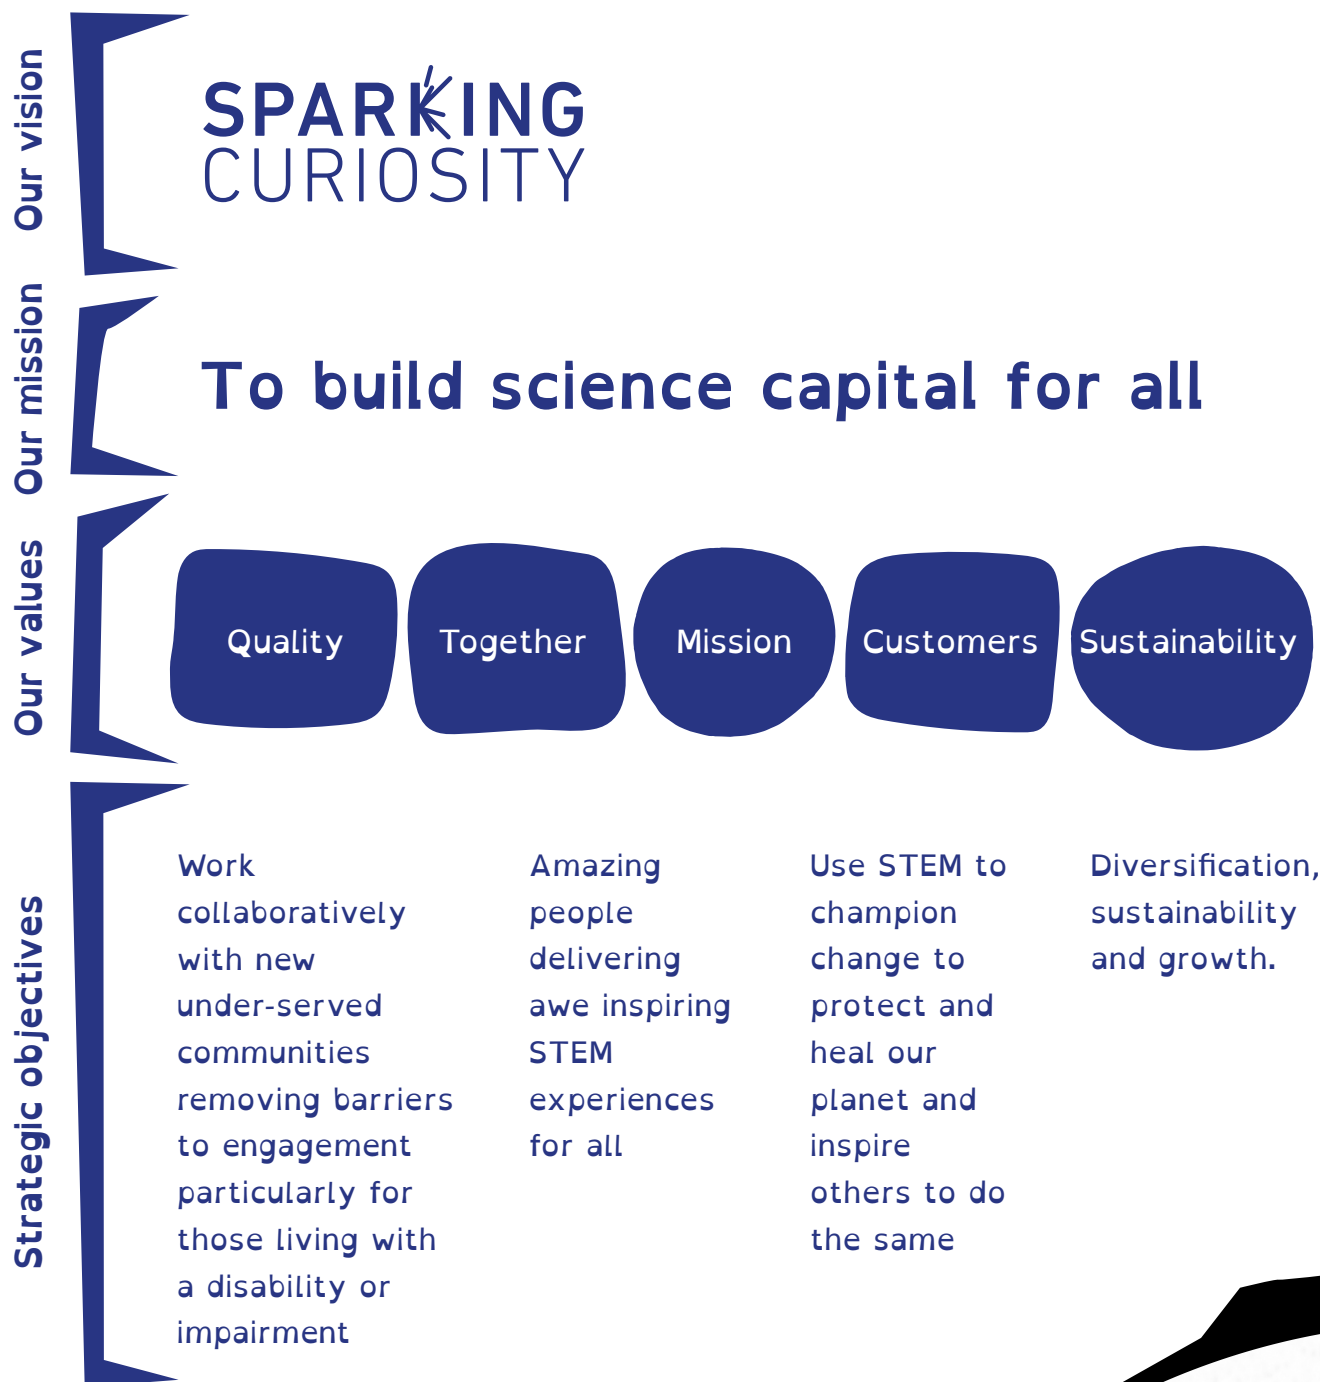 Our vision
SPARKING
CURIOSITY
Our mission
To build science capital for all
Our values
Quality
Together
Mission
Customers
Sustainability
Strategic objectives
Work
collaboratively
with new
under-served
communities
removing barriers
to engagement
particularly for
those living with
a disability or
impairment
Amazing
people
delivering
awe inspiring
STEM
experiences
for all
Use STEM to
champion
change to
protect and
heal our
planet and
inspire
others to do
the same
Diversification,
sustainability
and growth.